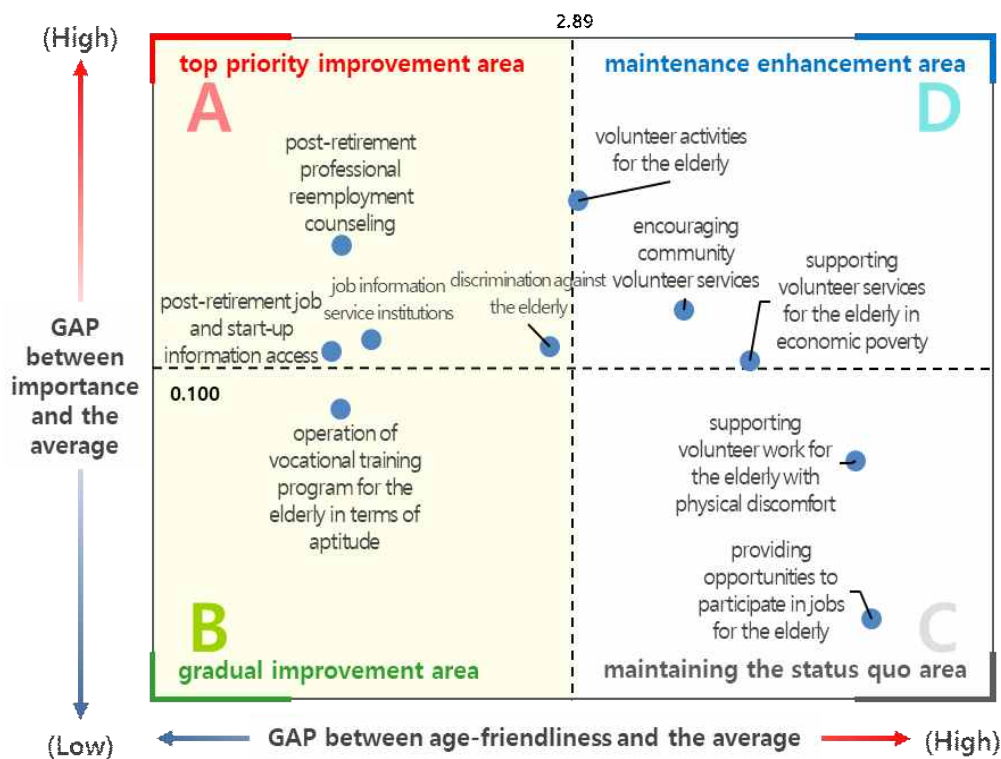 2.89
(High)
top priority improvement area
maintenance enhancement area
A
D
post-retirement
professional
reemployment
counseling
volunteer activities
for the elderly
encouraging
community
volunteer services
supporting
volunteer services
for the elderly in
economic poverty
post-retirement job
and start-up
information access
job information
service institutions
discrimination against
the elderly
GAP
between
importance
and the
average
0.100
operation of
vocational training
program for the
elderly in terms of
aptitude
supporting
volunteer work for
the elderly with
physical discomfort
providing
opportunities to
participate in jobs
for the elderly
B
C
gradual improvement area
maintaining the status quo area
(Low)
GAP between age-friendliness and the average
(High)